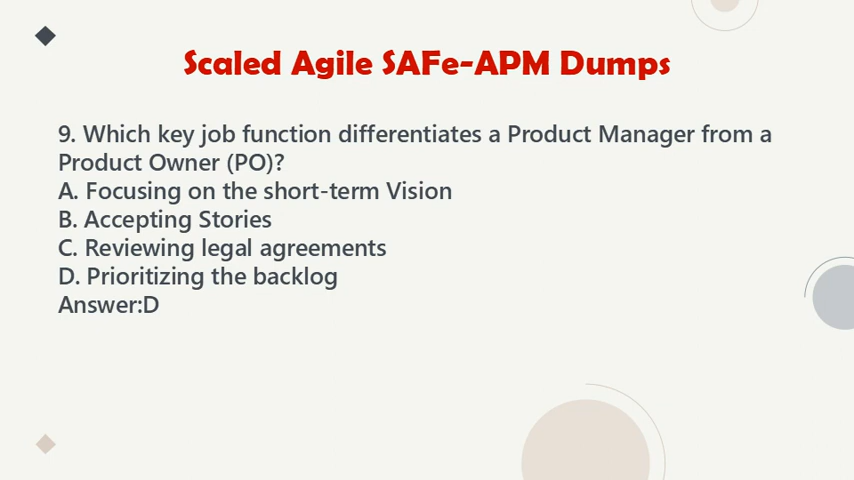 Scaled Agile SAFe-APM Dumps
9. Which key job function differentiates a Product Manager from a
Product Owner (PO)?
A. Focusing on the short-term Vision
B. Accepting Stories
C. Reviewing legal agreements
D. Prioritizing the backlog
Answer:D